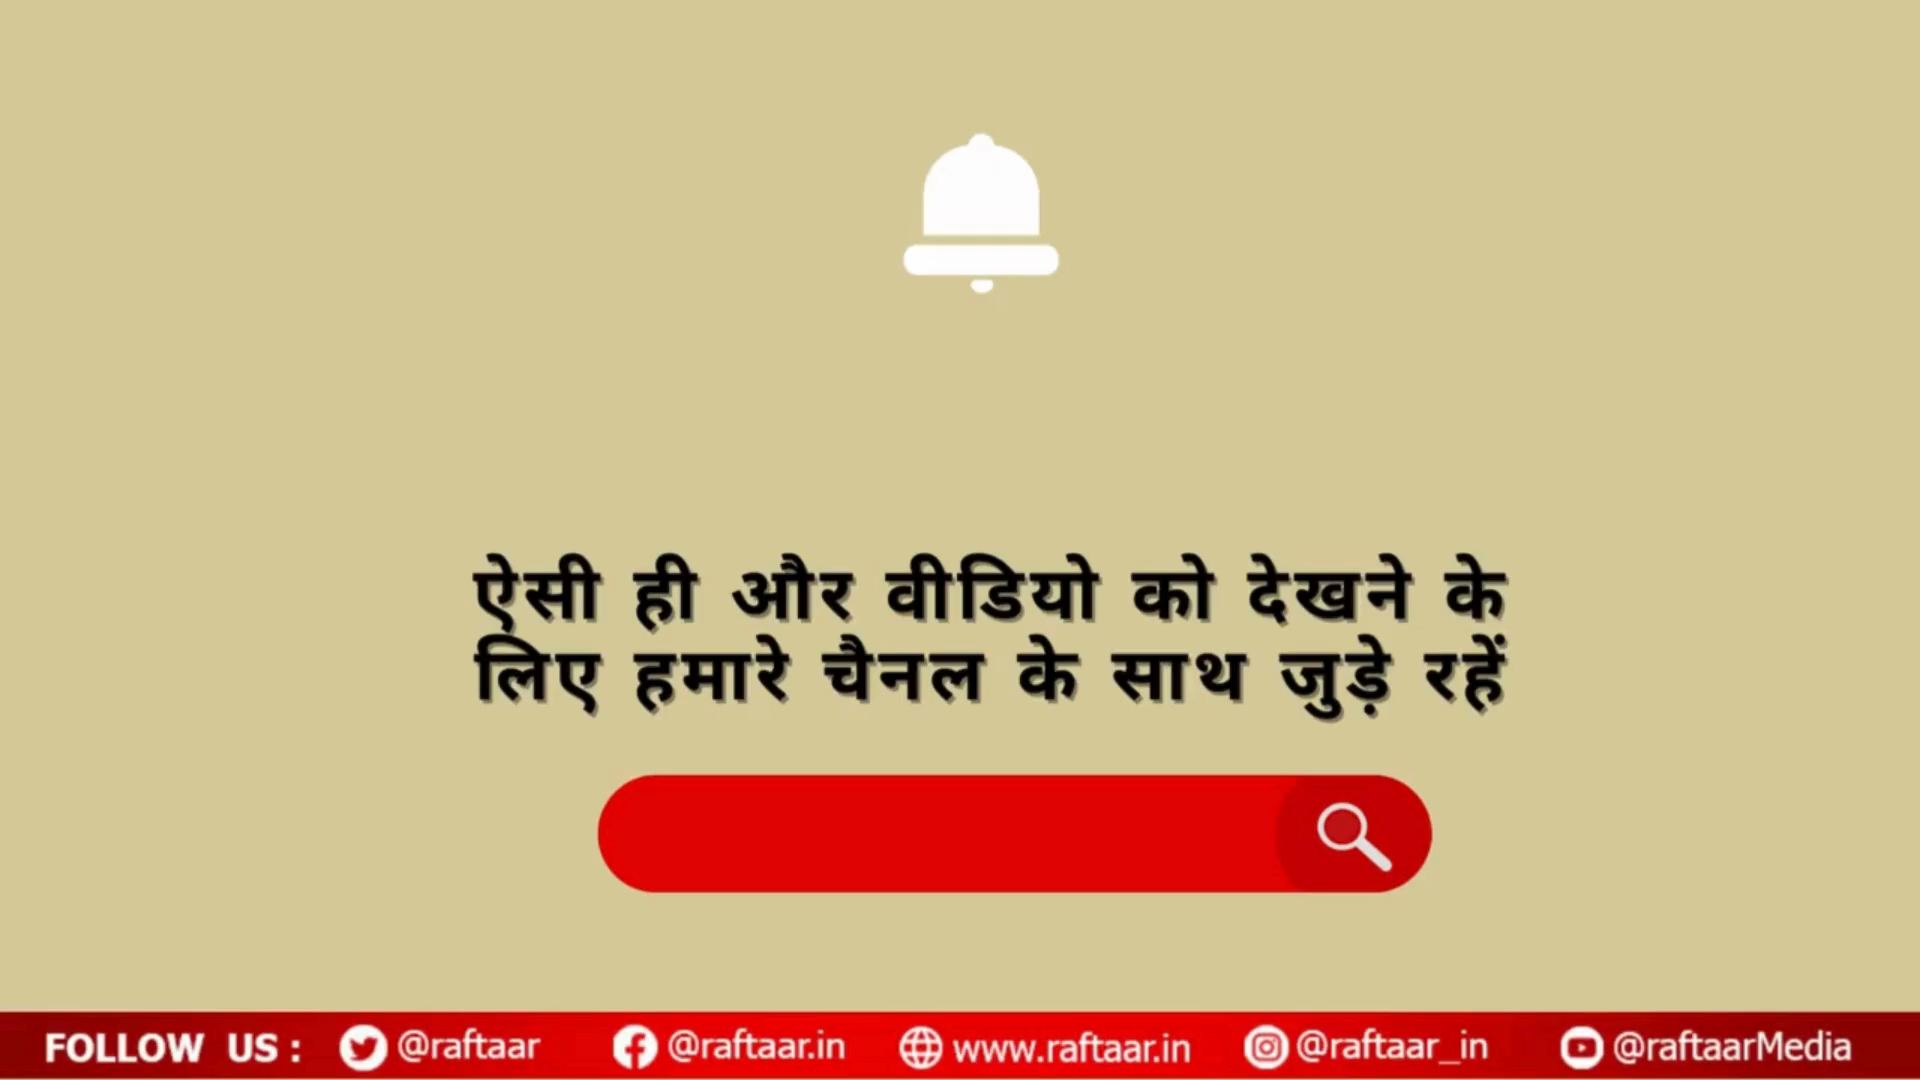 ऐसी ही और वीडियो को देखने के
लिए हमारे चैनल के साथ जुड़े रहें
FOLLOW US : @raftaar @raftaar.in www.raftaar.in @raftaar_in @raftaarMedia